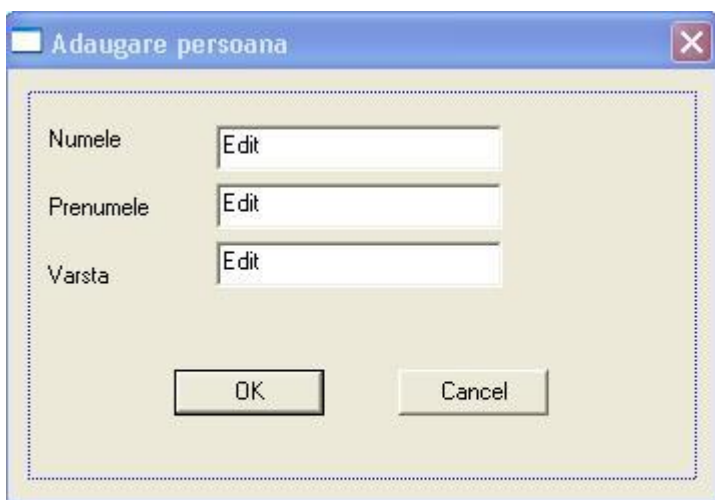 Adaugare persoana
Numele Edit
Prenumele Edit
Varsta Edit
OK Cancel